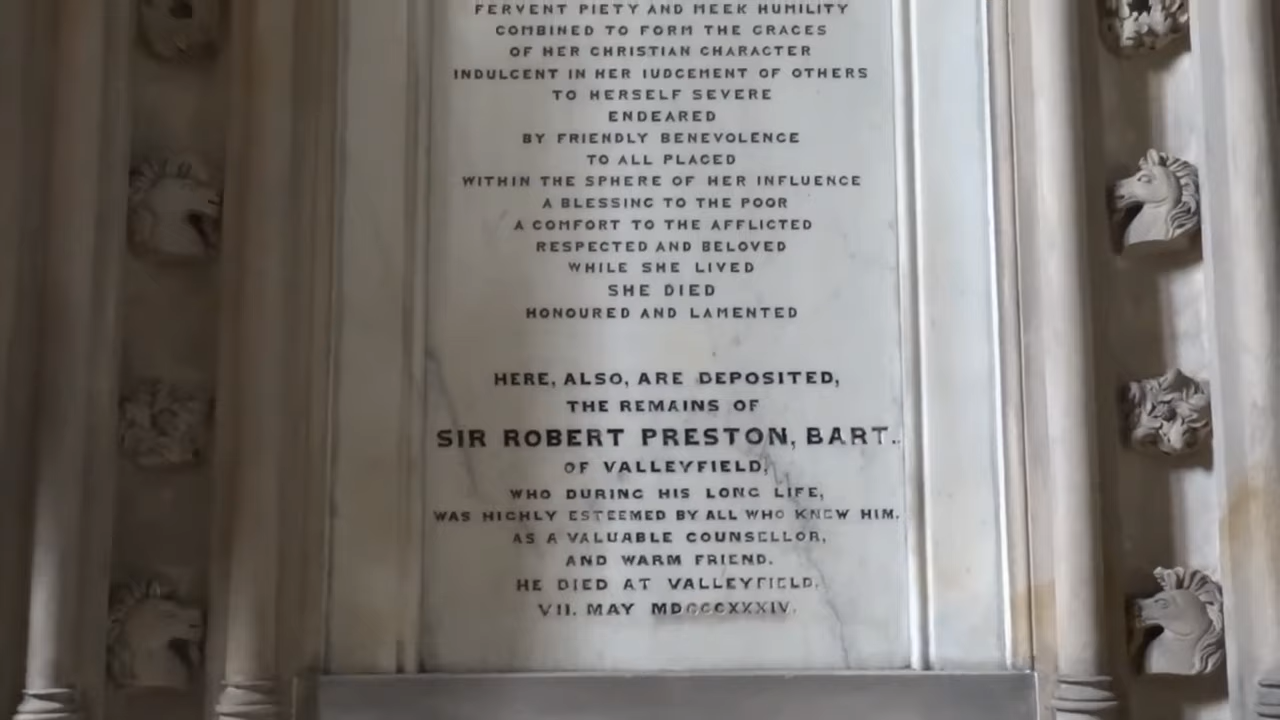 FERVENT PIETY AND MEEK HUMILITY
COMBINED TO FORM THE GRACES
OF HER CHRISTIAN CHARACTER
INDULGENT IN HER IUDGEMENT OF OTHERS
TO HERSELF SEVERE
ENDEARED
BY FRIENDLY BENEVOLENCE
TO ALL PLACED
WITHIN THE SPHERE OF HER INFLUENCE
A BLESSING TO THE POOR
A COMFORT TO THE AFFLICTED
RESPECTED AND BELOVED
WHILE SHE LIVED
SHE DIED
HONOURED AND LAMENTED
HERE, ALSO, ARE DEPOSITED,
THE REMAINS OF
SIR ROBERT PRESTON, BART.
OF VALLEYFIELD,
WHO DURING HIS LONG LIFE,
WAS HIGHLY ESTEEMED BY ALL WHO KNEW HIM.
AS A VALUABLE COUNSELLOR,
AND WARM FRIEND.
HE DIED AT VALLEYFIELD.
VII. MAY MDCCCXXXIV.